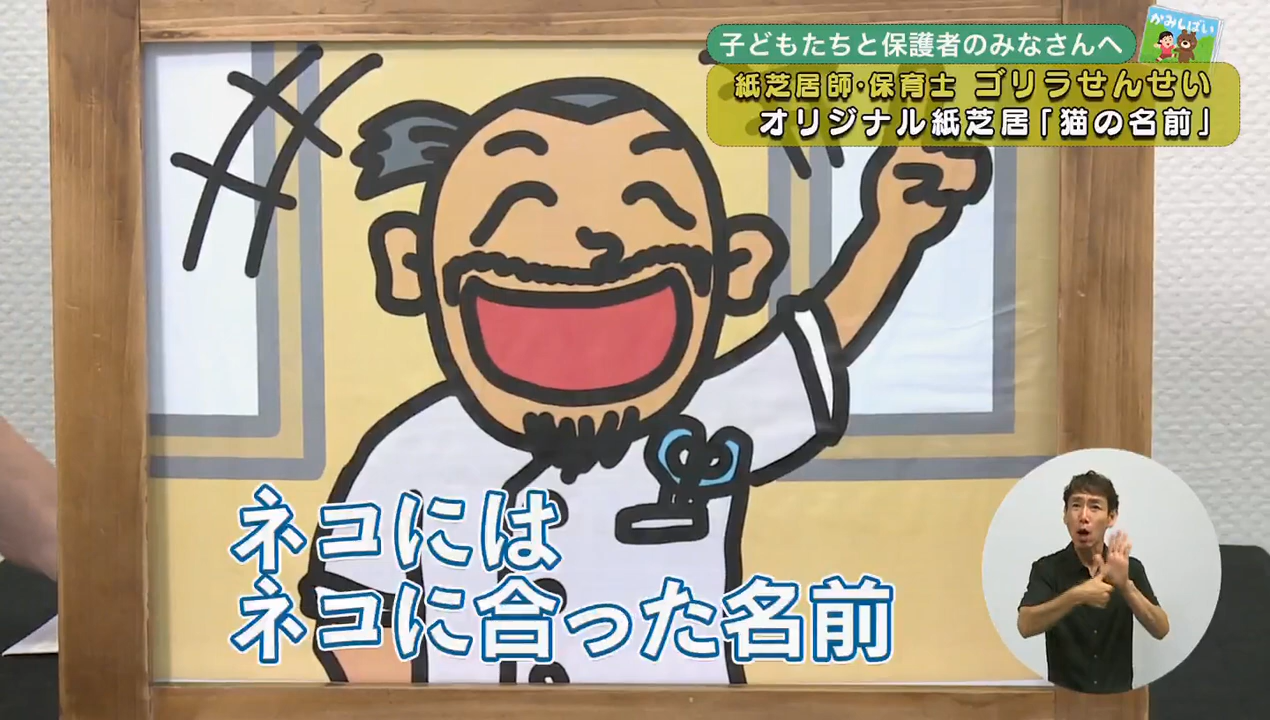 かみしばい
子どもたちと保護者のみなさんへ
紙芝居師・保育士 ゴリラせんせい
オリジナル紙芝居「猫の名前」
ネコには
ネコに合った名前